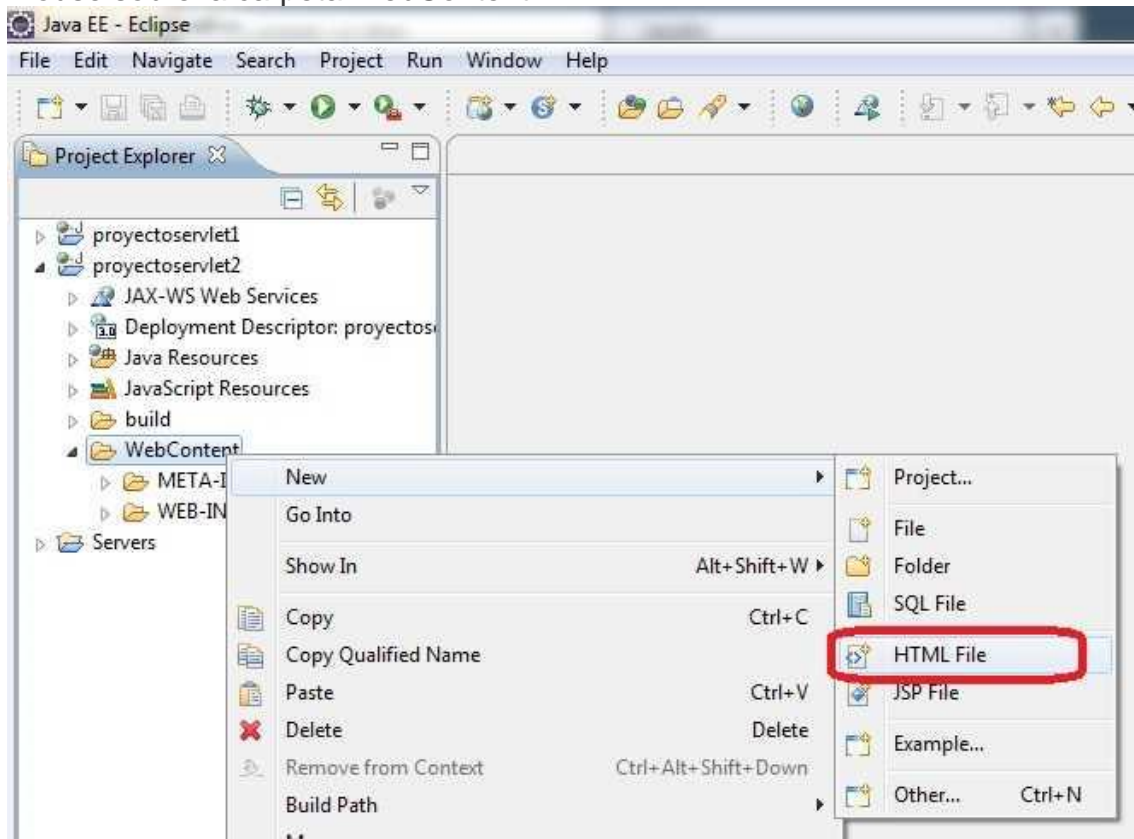 Java EE - Eclipse
File Edit Navigate Search Project Run Window Help
Project Explorer
proyectoservlet1
proyectoservlet2
JAX-WS Web Services
3.0 Deployment Descriptor: proyectos
Java Resources
JavaScript Resources
build
WebContent
META-I
WEB-IN
Servers
New
Go Into
Show In Alt+Shift+W
Copy Ctrl+C
Copy Qualified Name
Paste Ctrl+V
Delete Delete
Remove from Context Ctrl+Alt+Shift+Down
Build Path
Project...
File
Folder
SQL File
HTML File
JSP File
Example...
Other... Ctrl+N